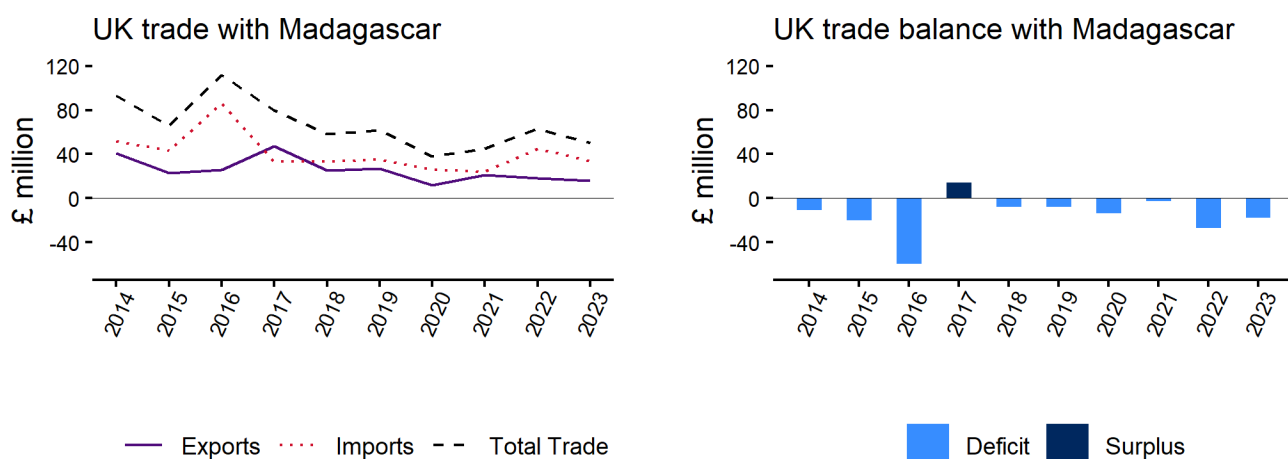 UK trade with Madagascar
£ million
120
80
40
0
-40
2014 2015 2016 2017 2018 2019 2020 2021 2022 2023
Exports Imports Total Trade
UK trade balance with Madagascar
£ million
120
80
40
0
-40
2014 2015 2016 2017 2018 2019 2020 2021 2022 2023
Deficit Surplus